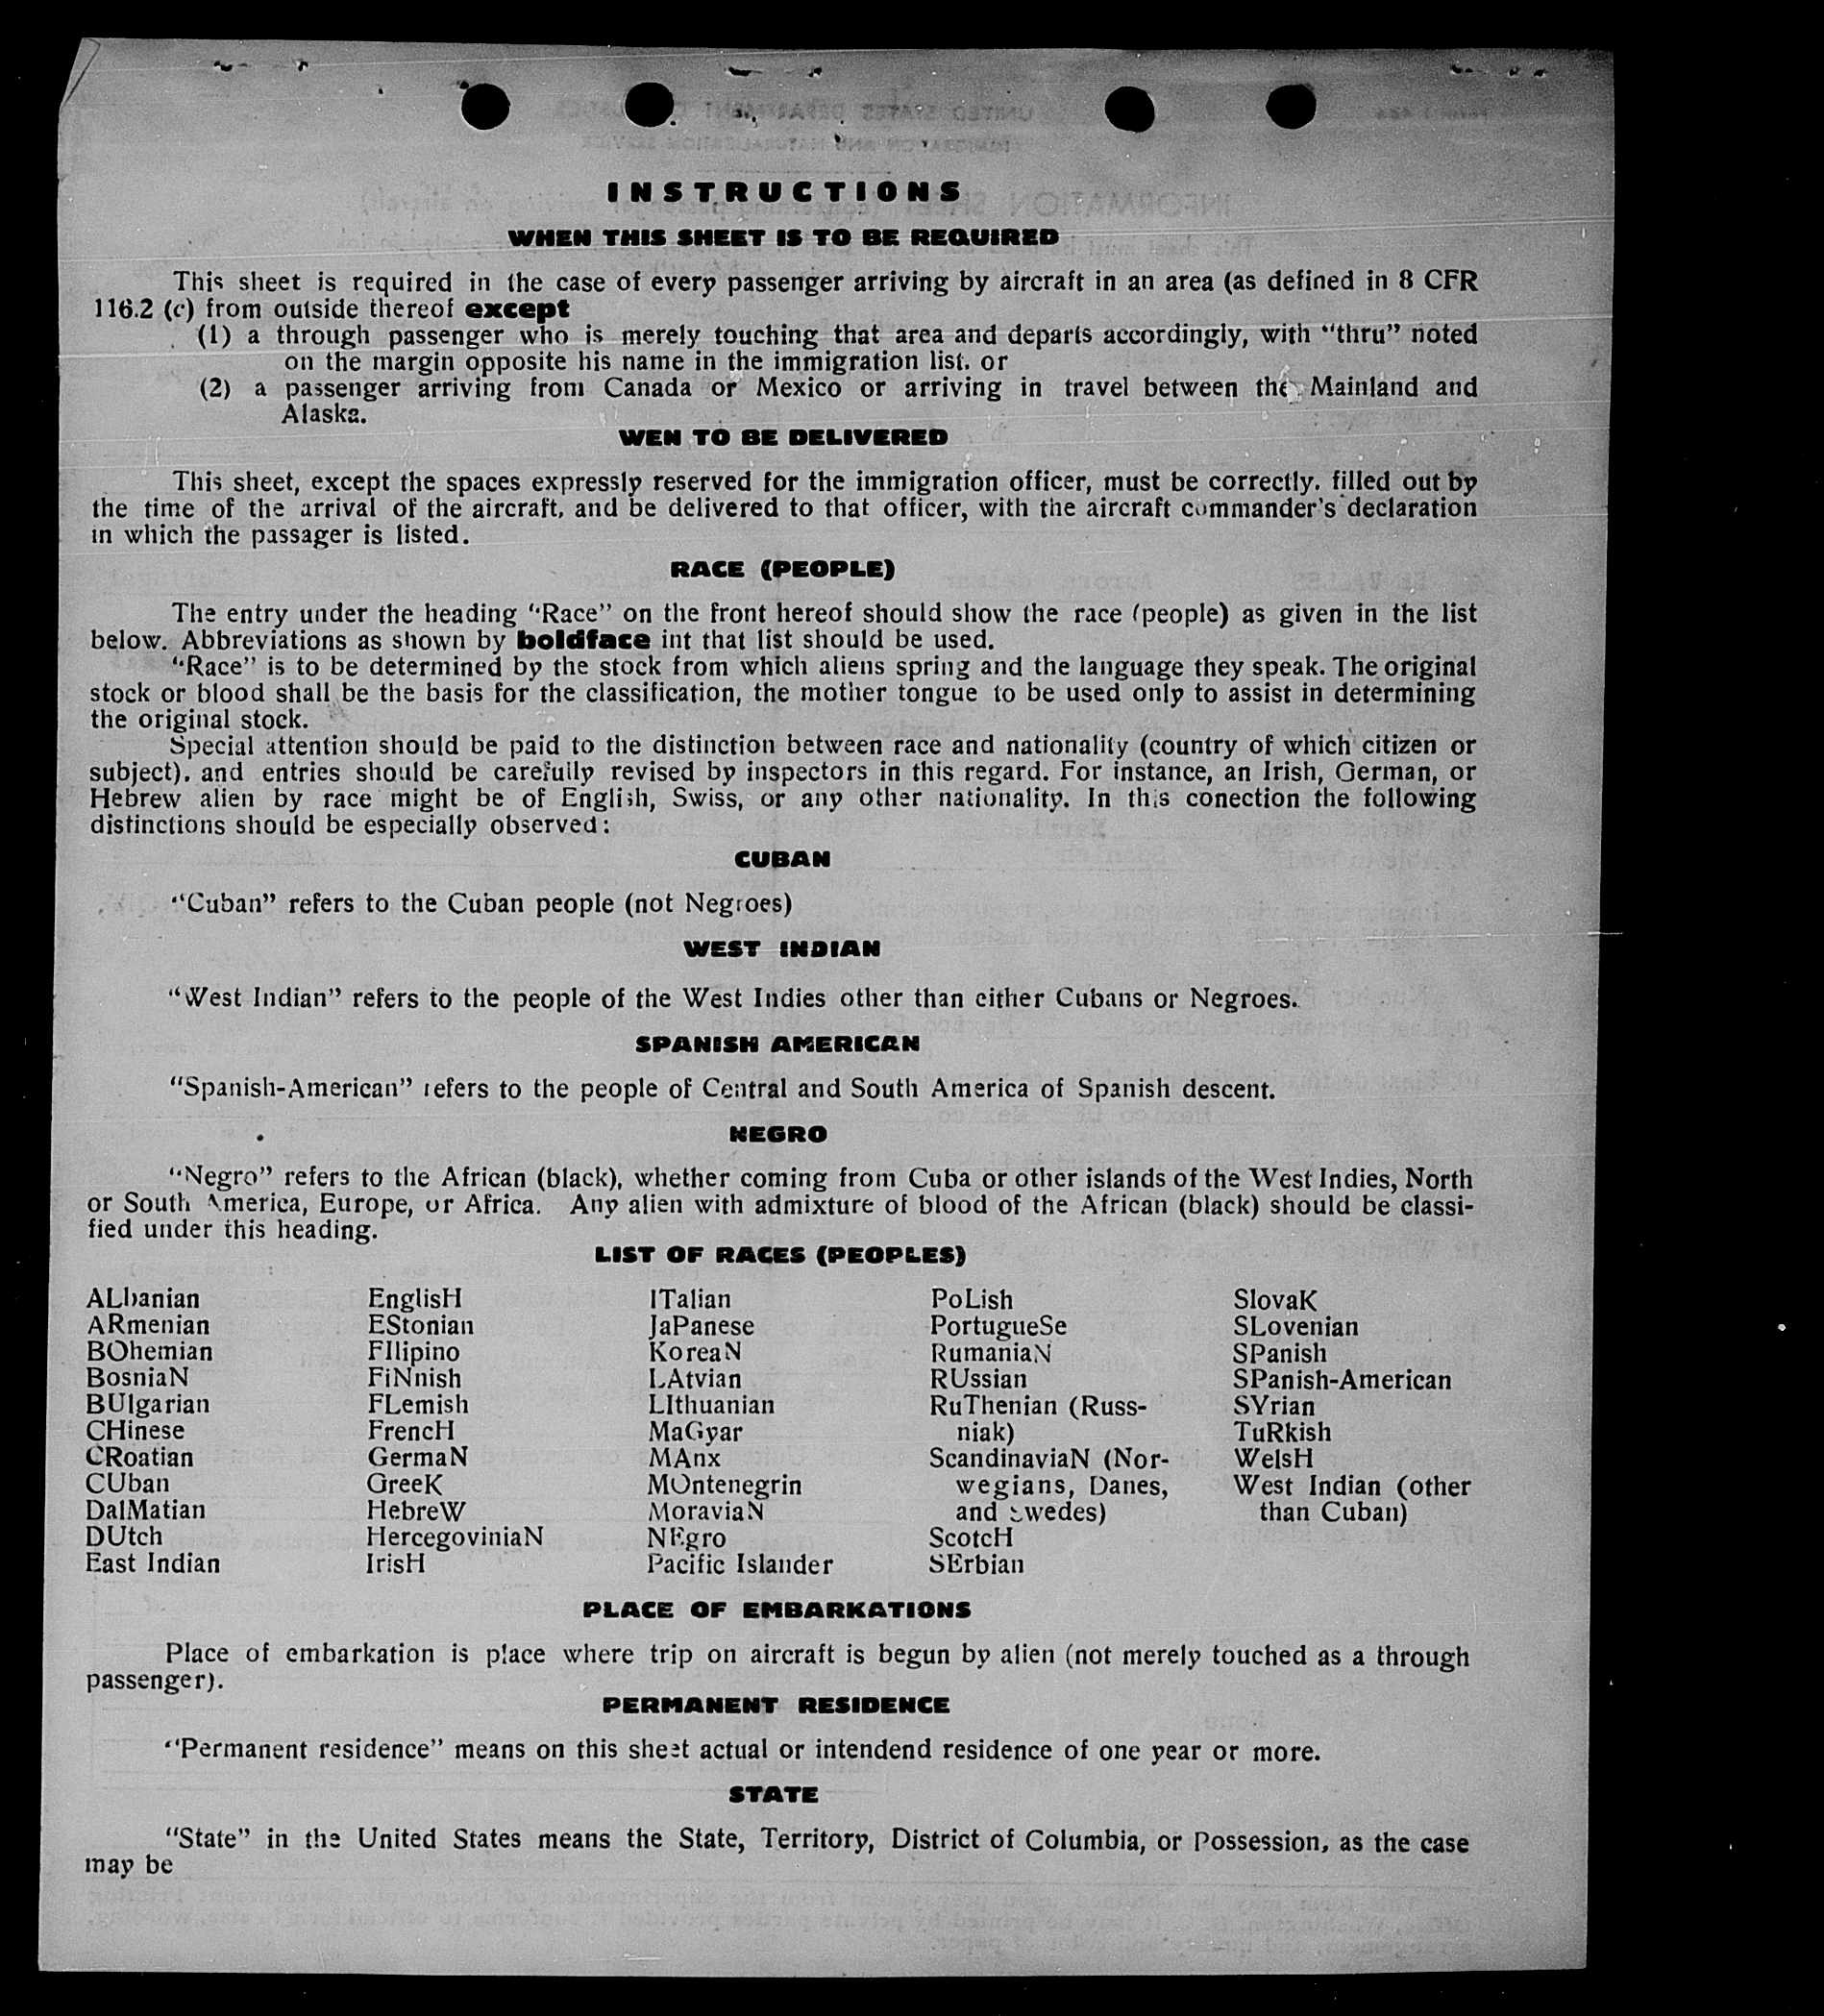 INSTRUCTIONS
WHEN THIS SHEET IS TO BE REQUIRED
This sheet is required in the case of every passenger arriving by aircraft in an area (as defined in 8 CFR
116.2 (c) from outside thereof except
(1) a through passenger who is merely touching that area and departs accordingly, with "thru" noted
on the margin opposite his name in the immigration list. or
(2) a passenger arriving from Canada or Mexico or arriving in travel between the Mainland and
Alaska.
WEN TO BE DELIVERED
This sheet, except the spaces expressly reserved for the immigration officer, must be correctly. filled out by
the time of the arrival of the aircraft, and be delivered to that officer, with the aircraft commander's declaration
in which the passager is listed.
RACE (PEOPLE)
The entry under the heading "Race" on the front hereof should show the race (people) as given in the list
below. Abbreviations as shown by boldface int that list should be used.
"Race" is to be determined by the stock from which aliens spring and the language they speak. The original
stock or blood shall be the basis for the classification, the mother tongue to be used only to assist in determining
the original stock.
Special attention should be paid to the distinction between race and nationality (country of which citizen or
subject). and entries should be carefully revised by inspectors in this regard. For instance, an Irish, German, or
Hebrew alien by race might be of English, Swiss, or any other nationality. In this conection the following
distinctions should be especially observed:
CUBAN
"Cuban" refers to the Cuban people (not Negroes)
WEST INDIAN
"West Indian" refers to the people of the West Indies other than either Cubans or Negroes.
SPANISH AMERICAN
"Spanish-American" refers to the people of Central and South America of Spanish descent.
NEGRO
"Negro" refers to the African (black), whether coming from Cuba or other islands of the West Indies, North
or South America, Europe, or Africa. Any alien with admixture of blood of the African (black) should be classi-
fied under this heading.
LIST OF RACES (PEOPLES)
ALbanian
ARmenian
BOhemian
BosniaN
BUlgarian
CHinese
CRoatian
CUban
DalMatian
DUtch
East Indian
EnglisH
EStonian
FIlipino
FiNnish
FLemish
FrencH
GermaN
GreeK
HebreW
HercegoviniaN
IrisH
ITalian
JaPanese
KoreaN
LAtvian
LIthuanian
MaGyar
MAnx
MOntenegrin
MoraviaN
NEgro
Pacific Islander
PoLish
PortugueSe
RumaniaN
RUssian
RuThenian (Russ-
niak)
ScandinaviaN (Nor-
wegians, Danes,
and Swedes)
ScotcH
SErbian
SlovaK
SLovenian
SPanish
SPanish-American
SYrian
TuRkish
WelsH
West Indian (other
than Cuban)
PLACE OF EMBARKATIONS
Place of embarkation is place where trip on aircraft is begun by alien (not merely touched as a through
passenger).
PERMANENT RESIDENCE
"Permanent residence" means on this sheet actual or intendend residence of one year or more.
STATE
"State" in the United States means the State, Territory, District of Columbia, or Possession, as the case
may be